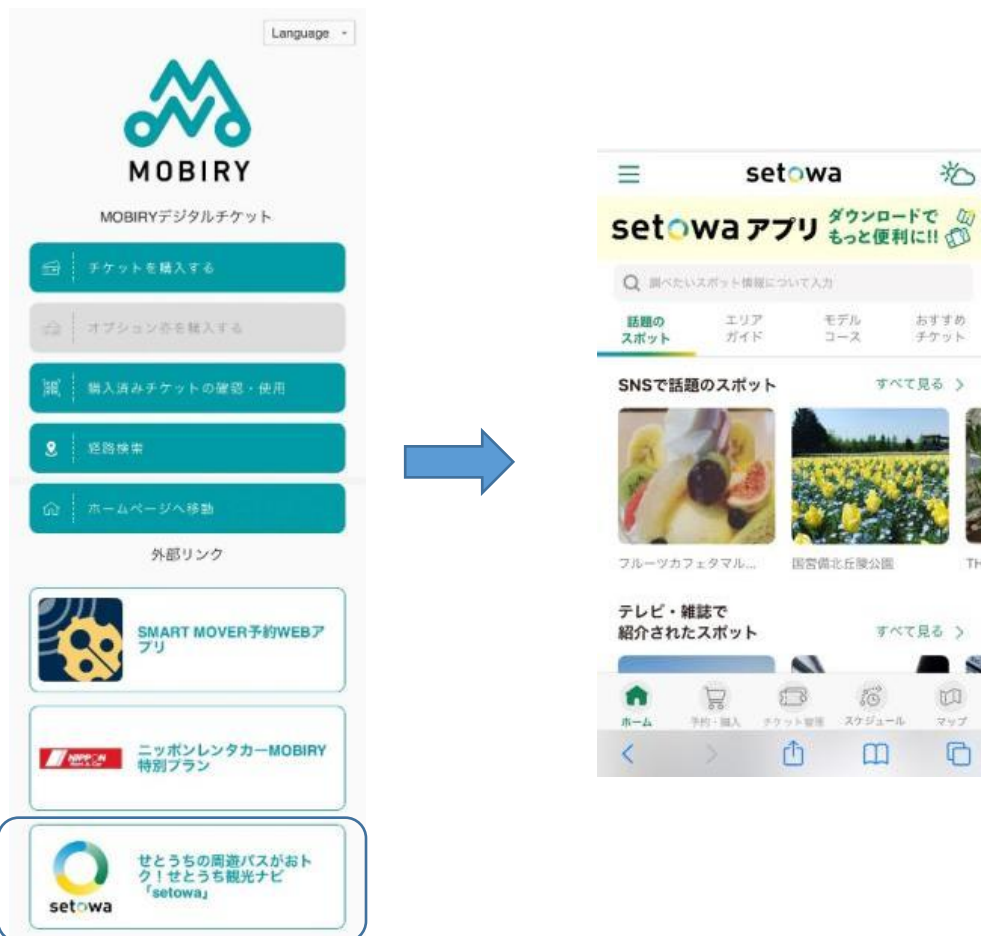 Language
MOBIRY
MOBIRYデジタルチケット
チケットを購入する
オプション券を購入する
購入済みチケットの確認・使用
経路検索
ホームページへ移動
外部リンク
SMART MOVER予約WEBア
プリ
NIPPON
Rent a Car
ニッポンレンタカーMOBIRY
特別プラン
せとうちの周遊パスがおト
ク！せとうち観光ナビ
「setowa」
setowa
setowa
setowa アプリ
ダウンロードで
もっと便利に!!
調べたいスポット情報について入力
話題の
スポット
エリア
ガイド
モデル
コース
おすすめ
チケット
SNSで話題のスポット
すべて見る
フルーツカフェタマル...
国営備北丘陵公園
TH
テレビ・雑誌で
紹介されたスポット
すべて見る
ホーム
予約・購入
チケット管理
スケジュール
マップ